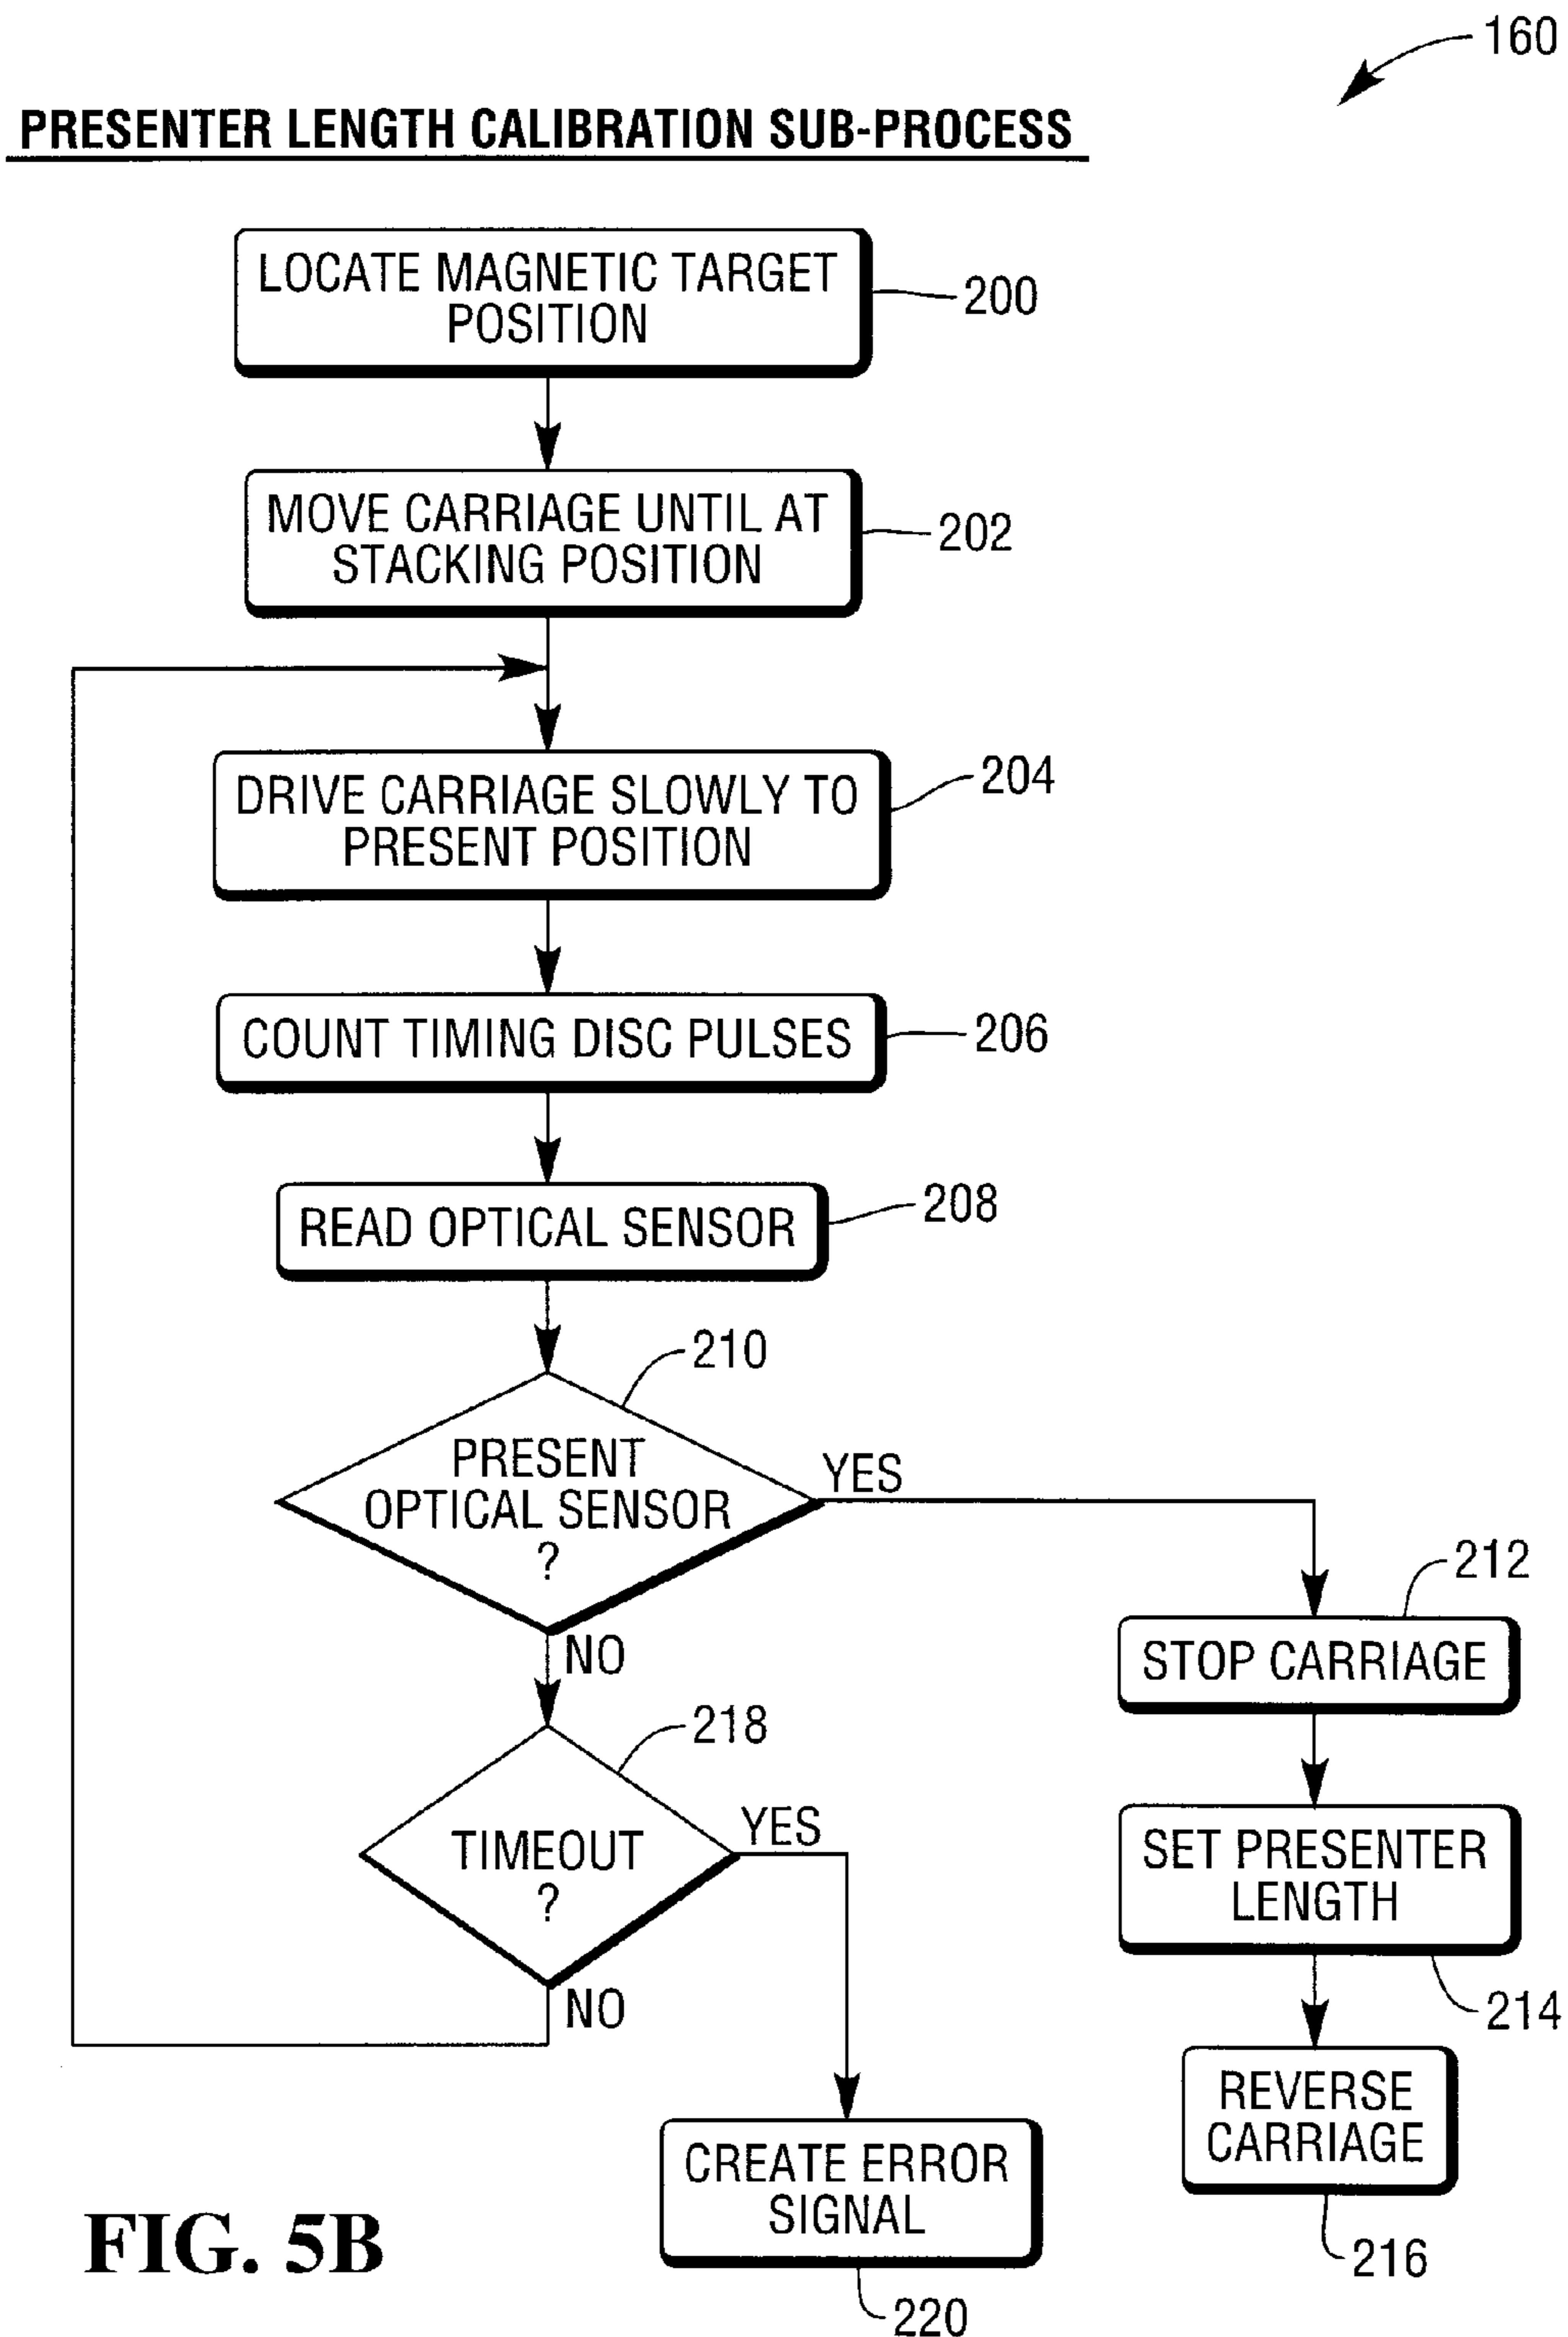 160
PRESENTER LENGTH CALIBRATION SUB-PROCESS
LOCATE MAGNETIC TARGET
POSITION
200
MOVE CARRIAGE UNTIL AT
STACKING POSITION
202
DRIVE CARRIAGE SLOWLY TO
PRESENT POSITION
204
COUNT TIMING DISC PULSES
206
READ OPTICAL SENSOR
208
210
PRESENT
OPTICAL SENSOR
?
YES
NO
212
STOP CARRIAGE
218
TIMEOUT
?
YES
NO
SET PRESENTER
LENGTH
214
REVERSE
CARRIAGE
216
CREATE ERROR
SIGNAL
220
FIG. 5B